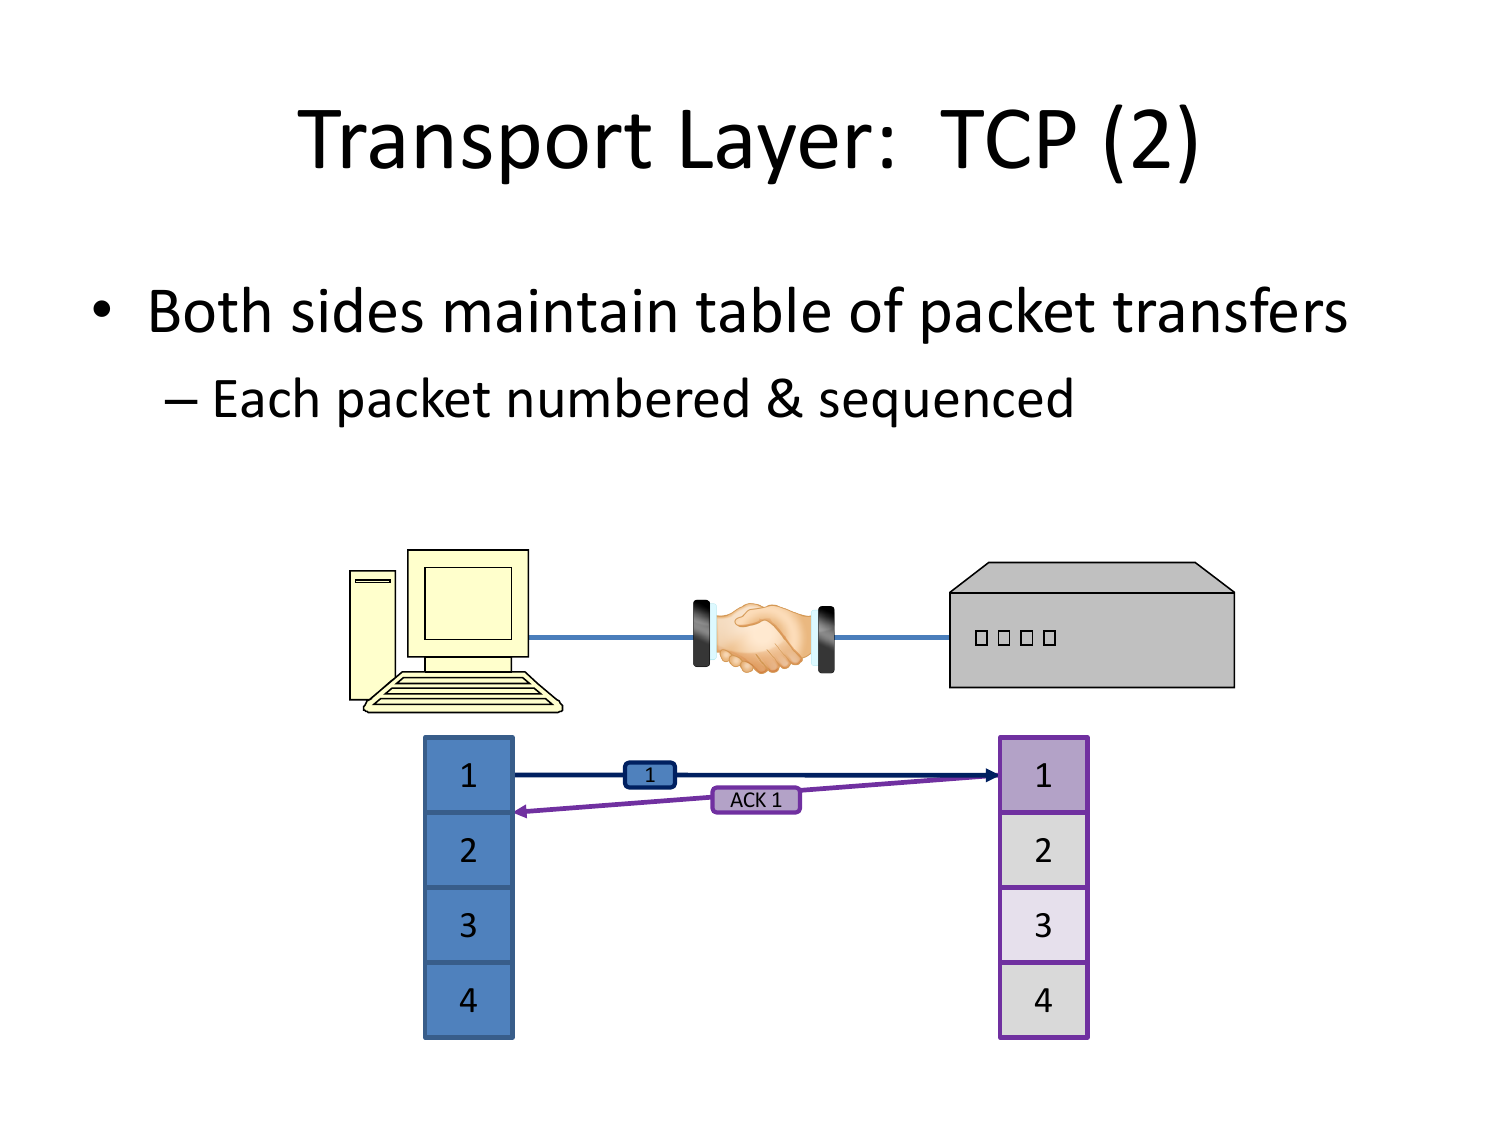 Transport Layer:  TCP (2)
• Both sides maintain table of packet transfers
– Each packet numbered & sequenced
1
1
1
ACK 1
2
2
3
3
4
4